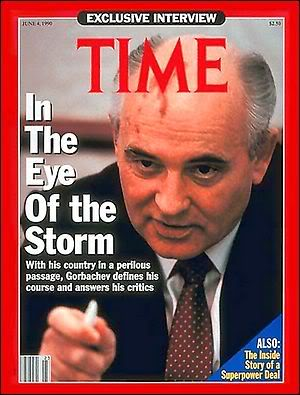 EXCLUSIVE INTERVIEW
JUNE 4, 1990
$2.50
TIME
In
The
Eye
Of the
Storm
With his country in a perilous
passage, Gorbachev defines his
course and answers his critics
ALSO:
The Inside
Story of a
Superpower Deal
23